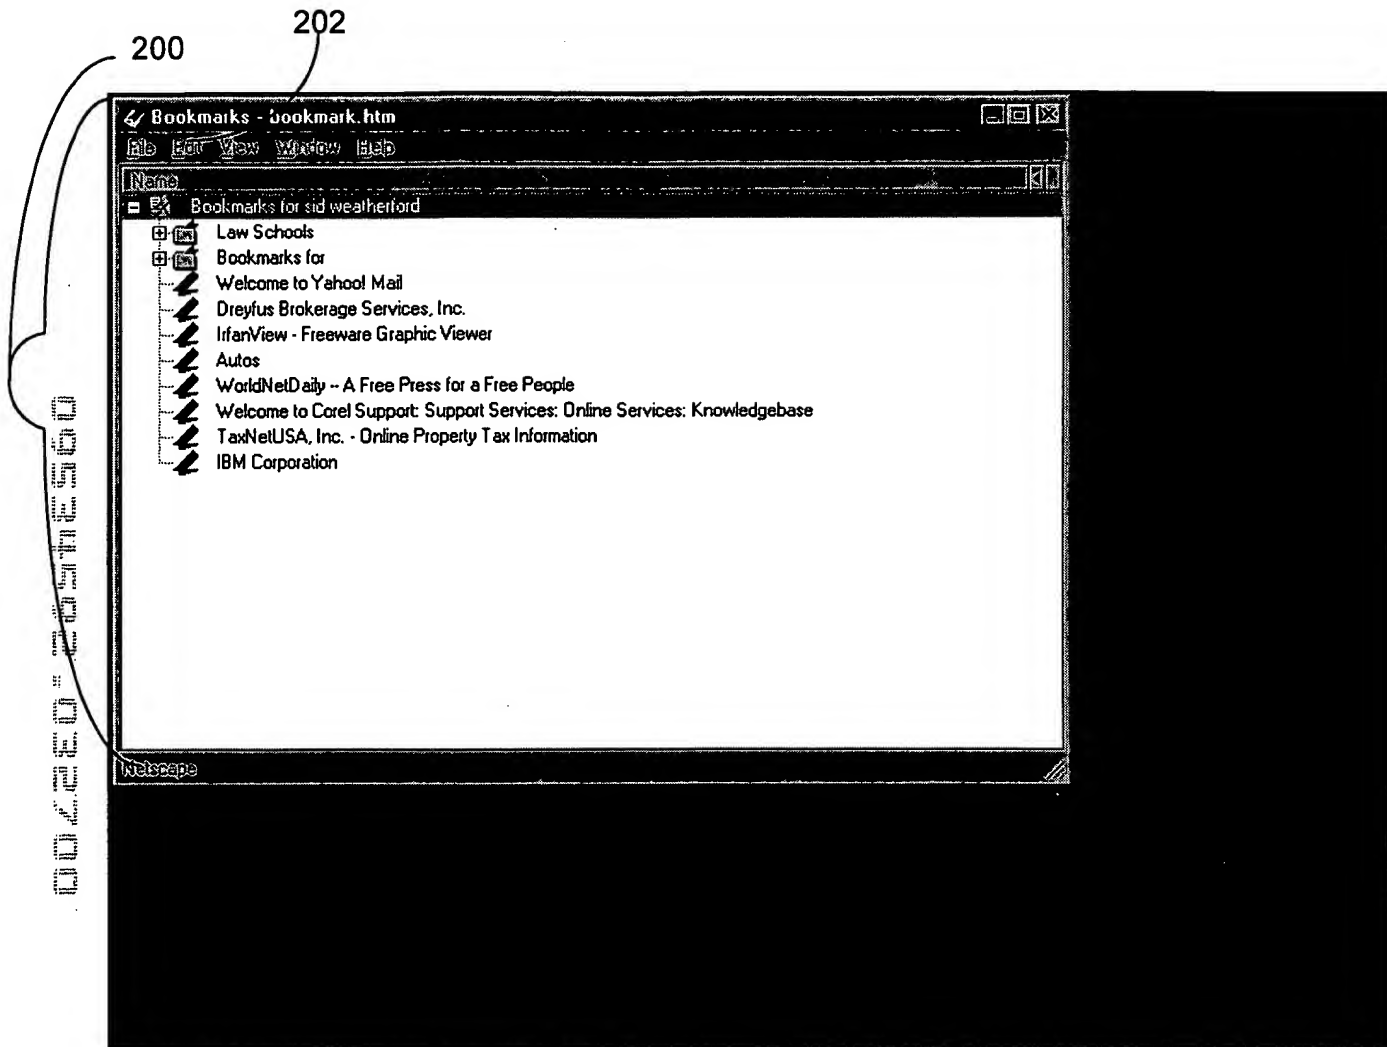 202
200
Bookmarks - bookmark.htm
File Edit View Window Help
Name
Bookmarks for sid weatherford
Law Schools
Bookmarks for
Welcome to Yahoo! Mail
Dreyfus Brokerage Services, Inc.
IrfanView - Freeware Graphic Viewer
Autos
WorldNetDaily -- A Free Press for a Free People
Welcome to Corel Support: Support Services: Online Services: Knowledgebase
TaxNetUSA, Inc. - Online Property Tax Information
IBM Corporation
Netscape